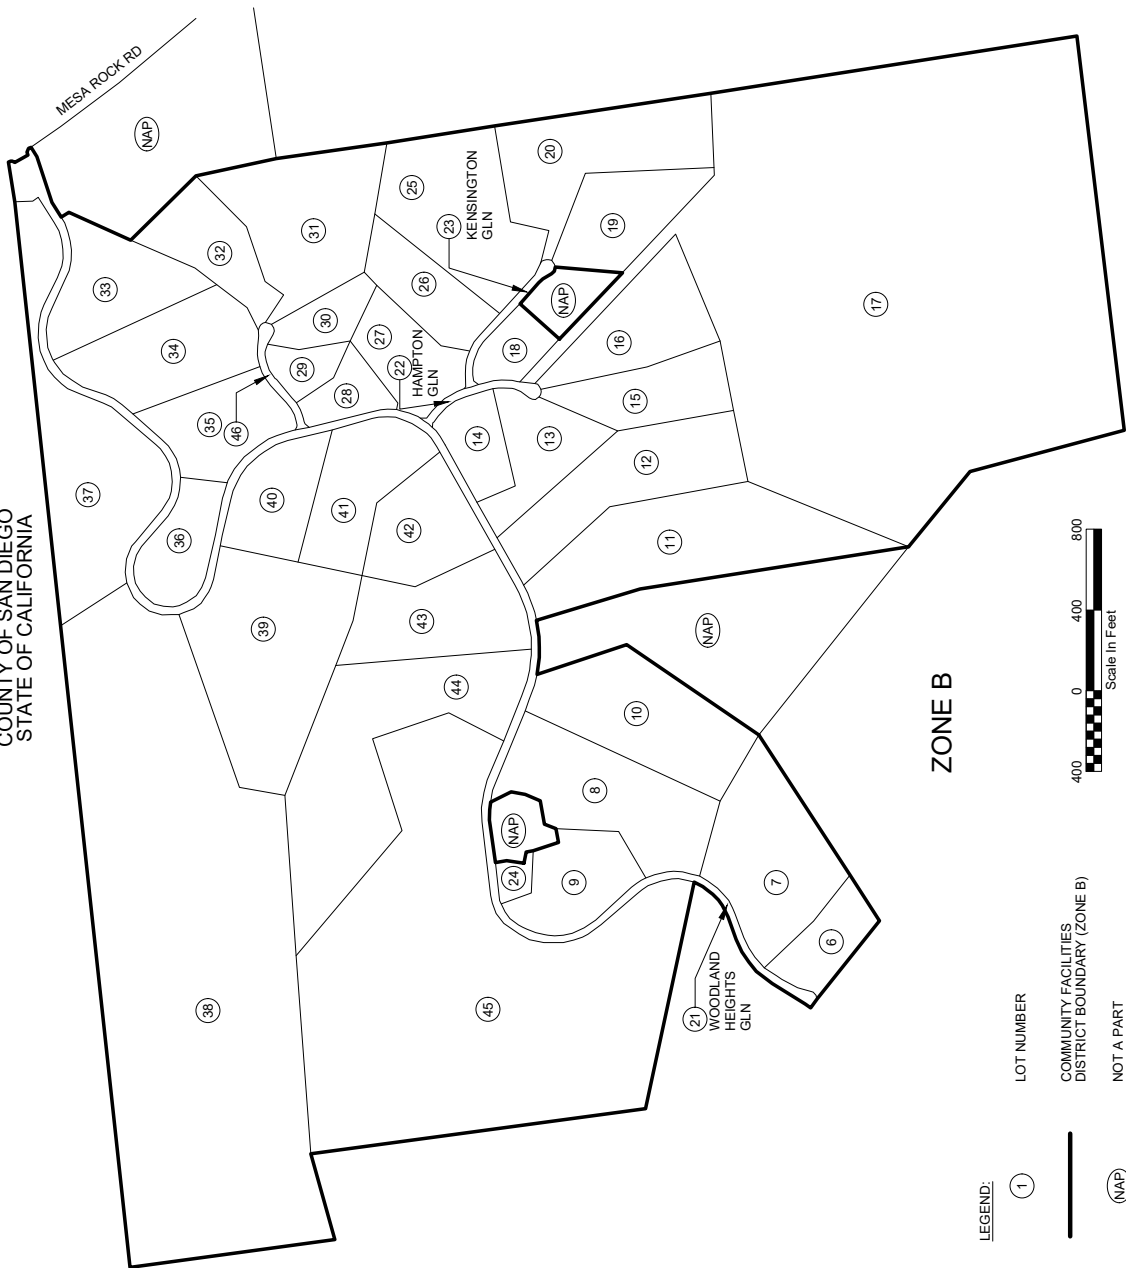 COUNTY OF SAN DIEGO
STATE OF CALIFORNIA
37
MESA ROCK RD
33
NAP
34
36
38
35
32
46
39
40
29
31
30
41
28
27
22
HAMPTON
GLN
42
25
43
26
23
KENSINGTON
GLN
44
14
45
24
NAP
18
13
20
NAP
9
8
19
16
15
10
12
11
21
WOODLAND
HEIGHTS
GLN
NAP
7
6
17
ZONE B
LEGEND:
1
LOT NUMBER
COMMUNITY FACILITIES
DISTRICT BOUNDARY (ZONE B)
(NAP)
NOT A PART
400 0 400 800
Scale In Feet